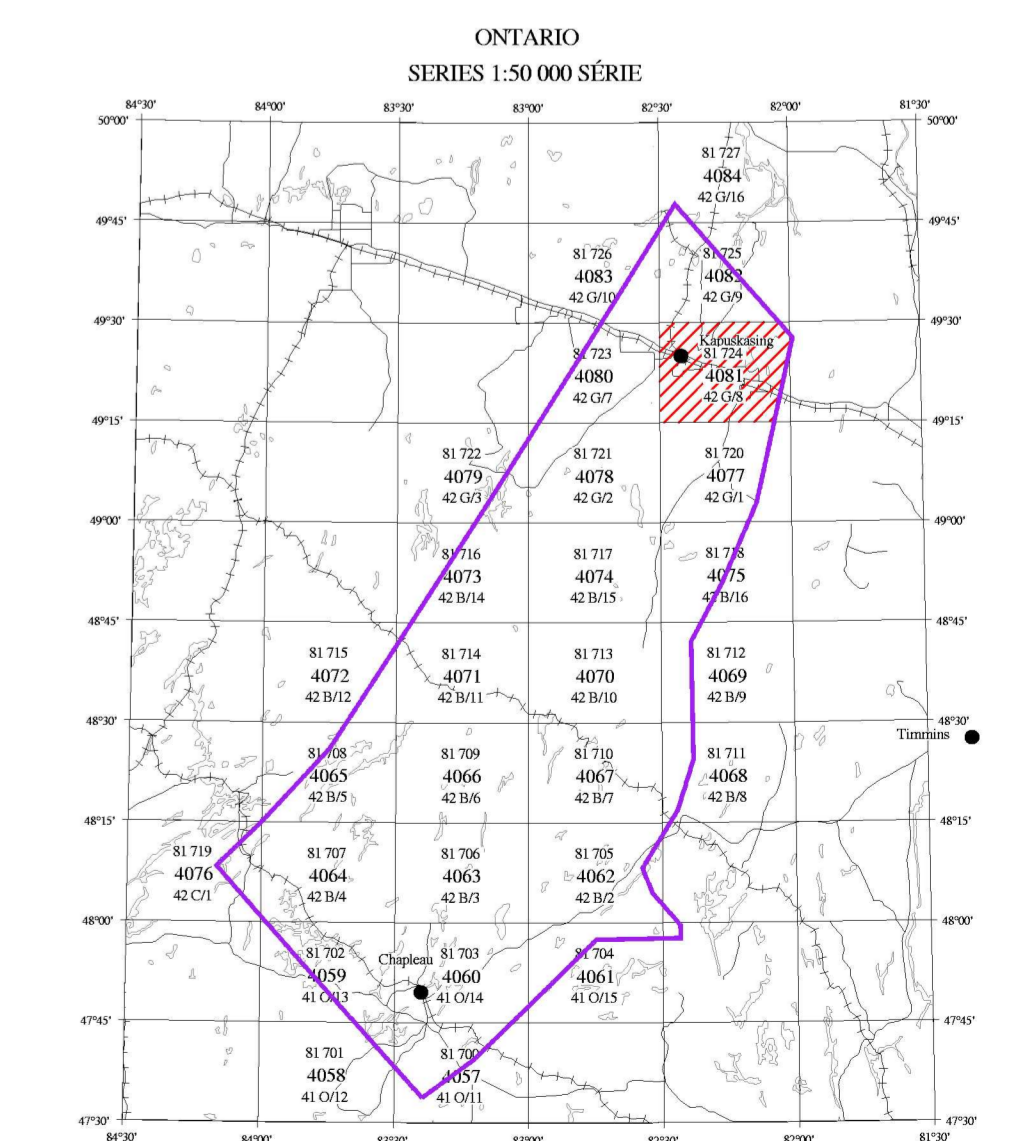 ONTARIO
SERIES 1:50 000 SÉRIE
84°30' 84°00' 83°30' 83°00' 82°30' 82°00' 81°30'
50°00' 50°00'
81 727
4084
42 G/16
49°45' 49°45'
81 726 81 725
4083 4082
42 G/10 42 G/9
49°30' 49°30'
Kapuskasing
81 723 81 724
4080 4081
42 G/7 42 G/8
49°15' 49°15'
81 722 81 721 81 720
4079 4078 4077
42 G/3 42 G/2 42 G/1
49°00' 49°00'
81 716 81 717 81 718
4073 4074 4075
42 B/14 42 B/15 42 B/16
48°45' 48°45'
81 715 81 714 81 713 81 712
4072 4071 4070 4069
42 B/12 42 B/11 42 B/10 42 B/9
48°30' 48°30'
Timmins
81 708 81 709 81 710 81 711
4065 4066 4067 4068
42 B/5 42 B/6 42 B/7 42 B/8
48°15' 48°15'
81 719 81 707 81 706 81 705
4076 4064 4063 4062
42 C/1 42 B/4 42 B/3 42 B/2
48°00' 48°00'
81 702 Chapleau 81 703 81 704
4059 4060 4061
41 O/13 41 O/14 41 O/15
47°45' 47°45'
81 701 81 700
4058 4057
41 O/12 41 O/11
47°30' 47°30'
84°30' 84°00' 83°30' 83°00' 82°30' 82°00' 81°30'